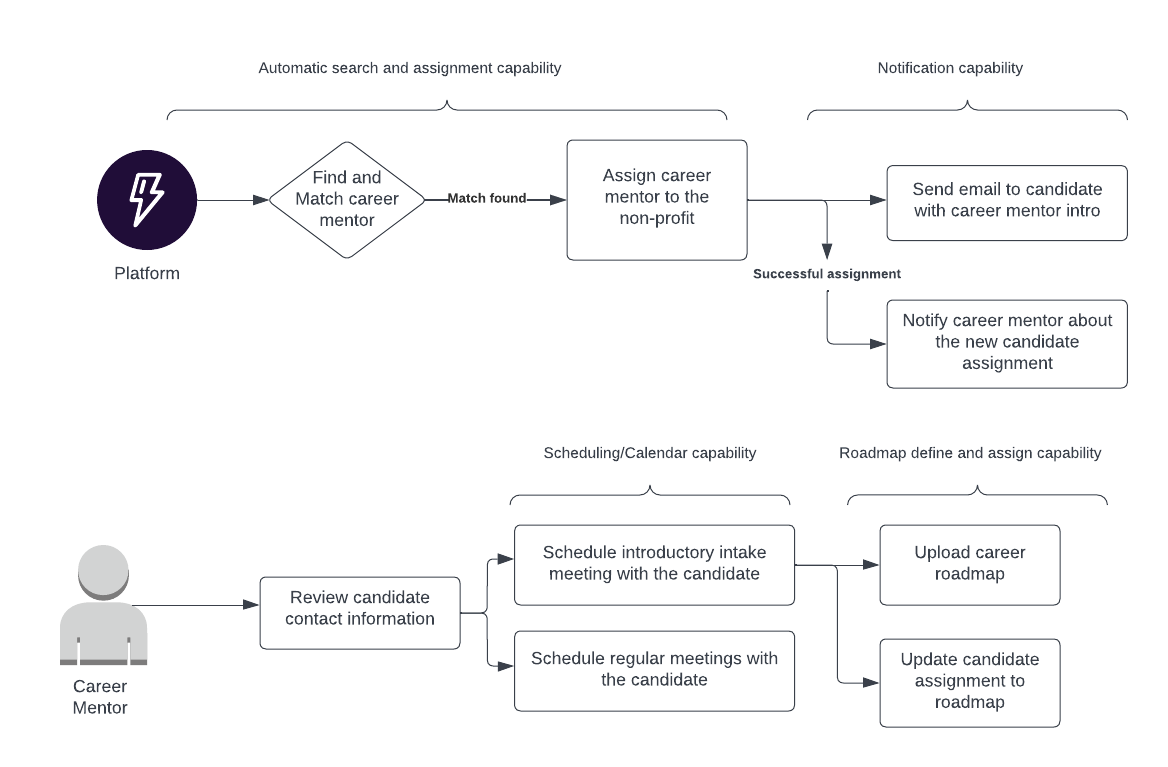 Automatic search and assignment capability
Notification capability
Find and
Match career
mentor
Match found
Assign career
mentor to the
non-profit
Send email to candidate
with career mentor intro
Platform
Successful assignment
Notify career mentor about
the new candidate
assignment
Scheduling/Calendar capability
Roadmap define and assign capability
Schedule introductory intake
meeting with the candidate
Upload career
roadmap
Review candidate
contact information
Schedule regular meetings with
the candidate
Update candidate
assignment to
roadmap
Career
Mentor